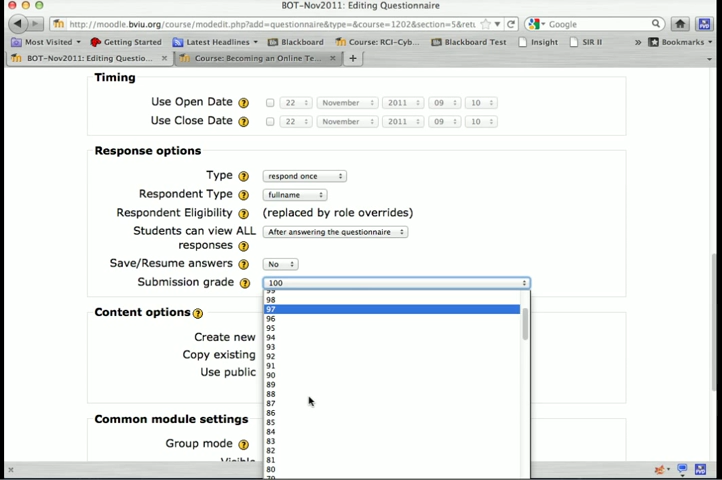 BOT-Nov2011: Editing Questionnaire
http://moodle.bviu.org/course/modedit.php?add=questionnaire&type=&course=1202&section=5&retu
Google
Most Visited
Getting Started
Latest Headlines
Blackboard
Course: RCI-Cyb...
Blackboard Test
Insight
SIR II
»
Bookmarks
BOT-Nov2011: Editing Questio...
Course: Becoming an Online Te...
Timing
Use Open Date ? 22 November 2011 09 10
Use Close Date ? 22 November 2011 09 10
Response options
Type ? respond once
Respondent Type ? fullname
Respondent Eligibility ? (replaced by role overrides)
Students can view ALL After answering the questionnaire
responses ?
Save/Resume answers ? No
Submission grade ? 100
99
98
97
Content options ?
96
95
Create new
94
93
Copy existing
92
91
Use public
90
89
88
87
86
85
Common module settings
84
83
Group mode ?
82
81
Visible
80
79